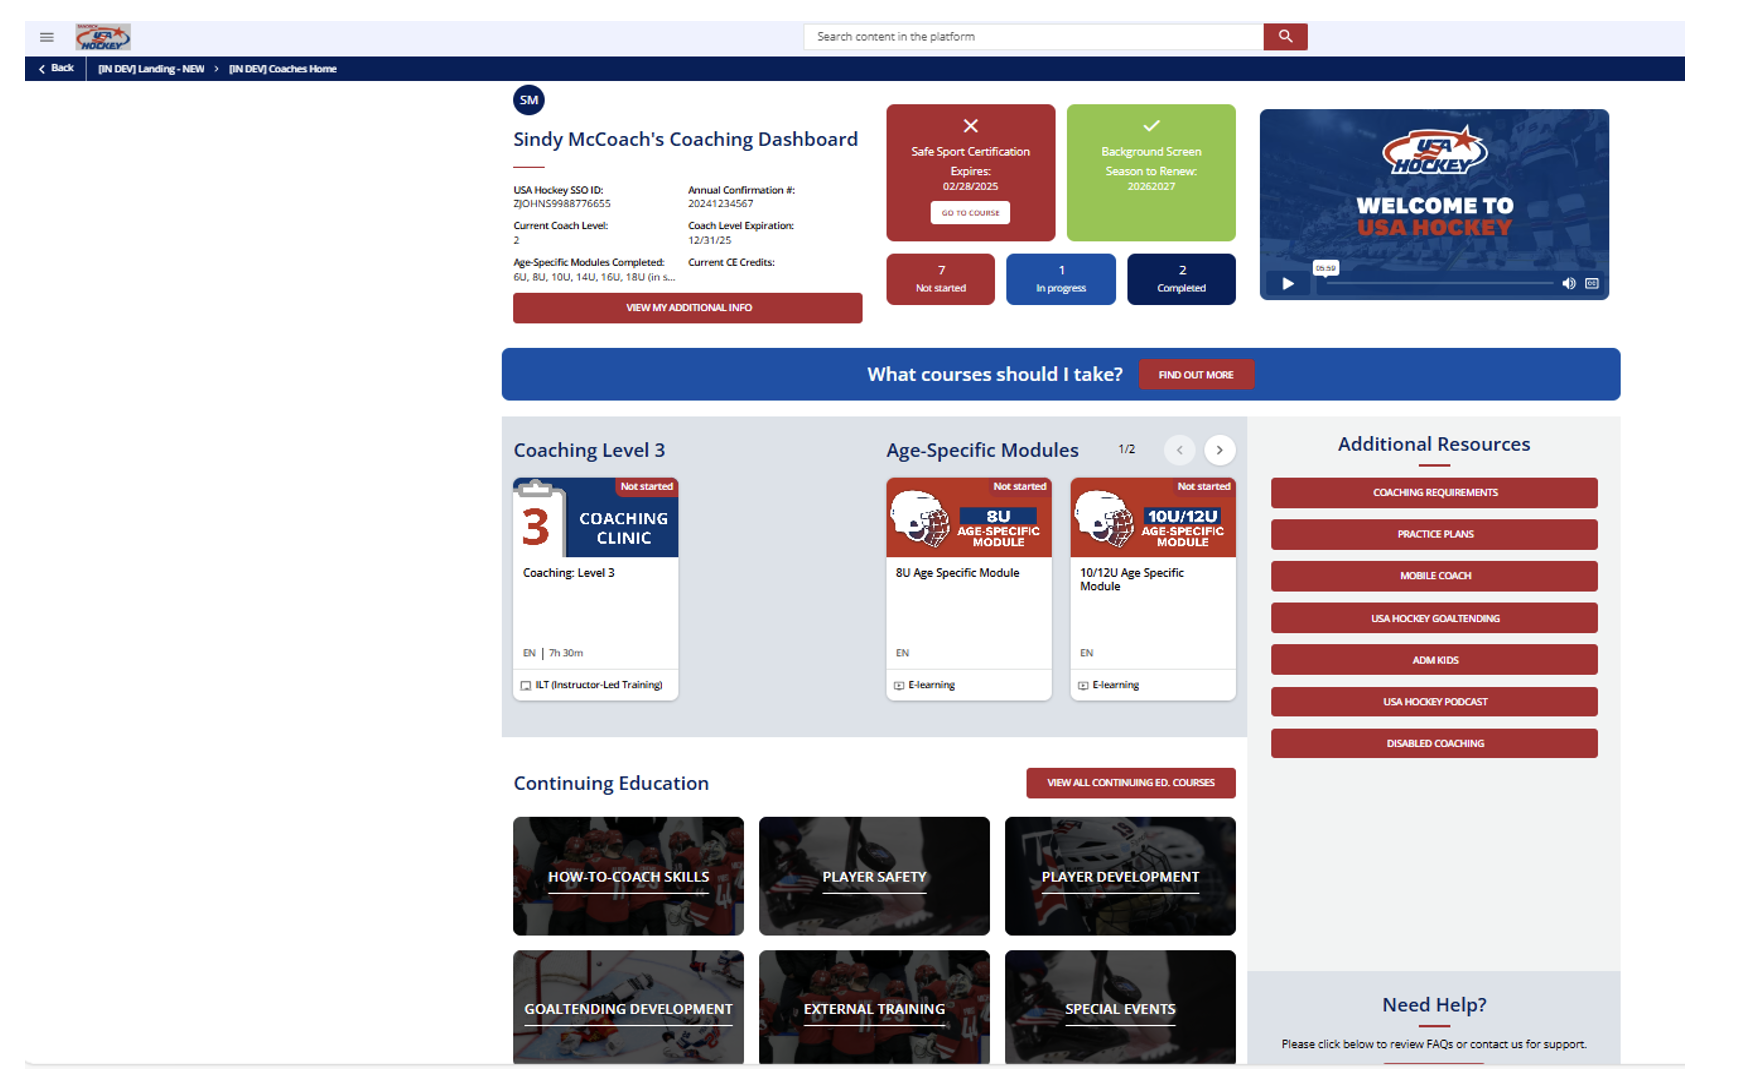 USA
HOCKEY
Search content in the platform
Back
[IN DEV] Landing - NEW > [IN DEV] Coaches Home
SM
Sindy McCoach's Coaching Dashboard
USA Hockey SSO ID:
ZJOHNS9988776655
Annual Confirmation #:
20241234567
Current Coach Level:
2
Coach Level Expiration:
12/31/25
Age-Specific Modules Completed:
6U, 8U, 10U, 14U, 16U, 18U (in s...
Current CE Credits:
VIEW MY ADDITIONAL INFO
Safe Sport Certification
Expires:
02/28/2025
GO TO COURSE
Background Screen
Season to Renew:
20262027
7
Not started
1
In progress
2
Completed
USA
HOCKEY
WELCOME TO
USA HOCKEY
05:59
CC
What courses should I take?
FIND OUT MORE
Coaching Level 3
Not started
3
COACHING
CLINIC
Coaching: Level 3
EN | 7h 30m
ILT (Instructor-Led Training)
Age-Specific Modules
1/2
Not started
8U
AGE-SPECIFIC
MODULE
8U Age Specific Module
EN
E-learning
Not started
10U/12U
AGE-SPECIFIC
MODULE
10/12U Age Specific
Module
EN
E-learning
Additional Resources
COACHING REQUIREMENTS
PRACTICE PLANS
MOBILE COACH
USA HOCKEY GOALTENDING
ADM KIDS
USA HOCKEY PODCAST
DISABLED COACHING
Continuing Education
VIEW ALL CONTINUING ED. COURSES
HOW-TO-COACH SKILLS
PLAYER SAFETY
PLAYER DEVELOPMENT
GOALTENDING DEVELOPMENT
EXTERNAL TRAINING
SPECIAL EVENTS
Need Help?
Please click below to review FAQs or contact us for support.